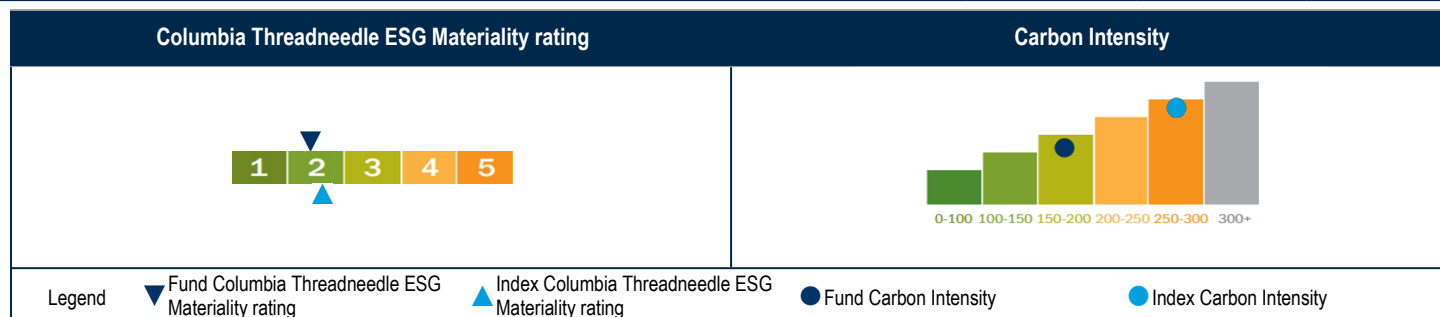 Columbia Threadneedle ESG Materiality rating
Carbon Intensity
1 2 3 4 5
0-100 100-150 150-200 200-250 250-300 300+
Legend
Fund Columbia Threadneedle ESG
Materiality rating
Index Columbia Threadneedle ESG
Materiality rating
Fund Carbon Intensity
Index Carbon Intensity